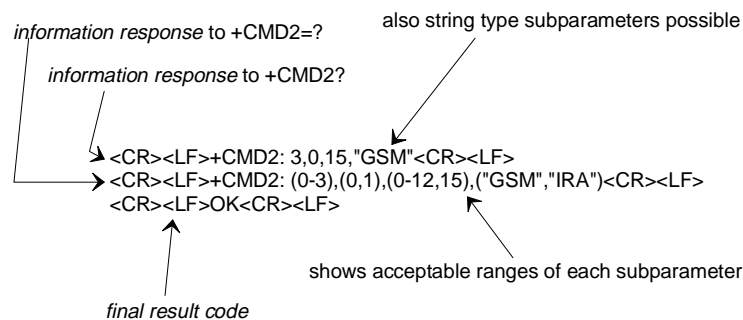 also string type subparameters possible
information response to +CMD2=?
information response to +CMD2?
<CR><LF>+CMD2: 3,0,15,"GSM"<CR><LF>
<CR><LF>+CMD2: (0-3),(0,1),(0-12,15),("GSM","IRA")<CR><LF>
<CR><LF>OK<CR><LF>
shows acceptable ranges of each subparameter
final result code